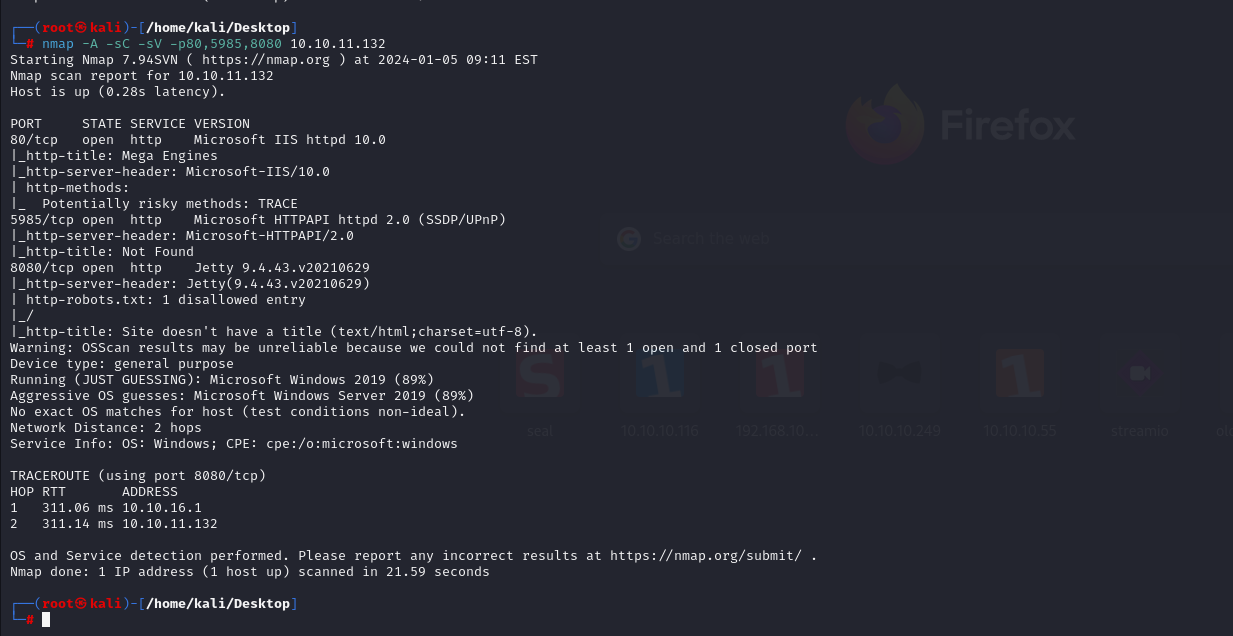 ┌──(root㉿kali)-[/home/kali/Desktop]
└─# nmap -A -sC -sV -p80,5985,8080 10.10.11.132
Starting Nmap 7.94SVN ( https://nmap.org ) at 2024-01-05 09:11 EST
Nmap scan report for 10.10.11.132
Host is up (0.28s latency).
PORT     STATE SERVICE VERSION
80/tcp   open  http    Microsoft IIS httpd 10.0
|_http-title: Mega Engines
|_http-server-header: Microsoft-IIS/10.0
| http-methods:
|_  Potentially risky methods: TRACE
5985/tcp open  http    Microsoft HTTPAPI httpd 2.0 (SSDP/UPnP)
|_http-server-header: Microsoft-HTTPAPI/2.0
|_http-title: Not Found
8080/tcp open  http    Jetty 9.4.43.v20210629
|_http-server-header: Jetty(9.4.43.v20210629)
| http-robots.txt: 1 disallowed entry
|_/
|_http-title: Site doesn't have a title (text/html;charset=utf-8).
Warning: OSScan results may be unreliable because we could not find at least 1 open and 1 closed port
Device type: general purpose
Running (JUST GUESSING): Microsoft Windows 2019 (89%)
Aggressive OS guesses: Microsoft Windows Server 2019 (89%)
No exact OS matches for host (test conditions non-ideal).
Network Distance: 2 hops
Service Info: OS: Windows; CPE: cpe:/o:microsoft:windows
TRACEROUTE (using port 8080/tcp)
HOP RTT       ADDRESS
1   311.06 ms 10.10.16.1
2   311.14 ms 10.10.11.132
OS and Service detection performed. Please report any incorrect results at https://nmap.org/submit/ .
Nmap done: 1 IP address (1 host up) scanned in 21.59 seconds
┌──(root㉿kali)-[/home/kali/Desktop]
└─#
Firefox
Search the web
seal
10.10.10.116
192.168.10...
10.10.10.249
10.10.10.55
streamio